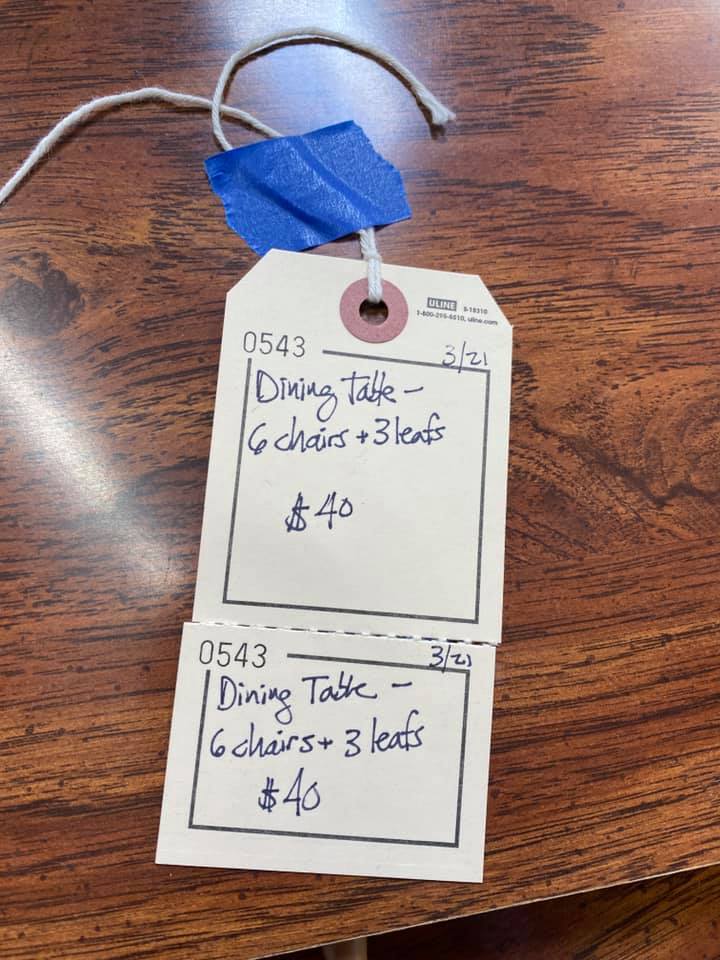 ULINE S-18310
1-800-295-5510, uline.com
0543 3/21
Dining Table -
6 chairs + 3 leafs
$40
0543 3/21
Dining Table -
6 chairs + 3 leafs
$40